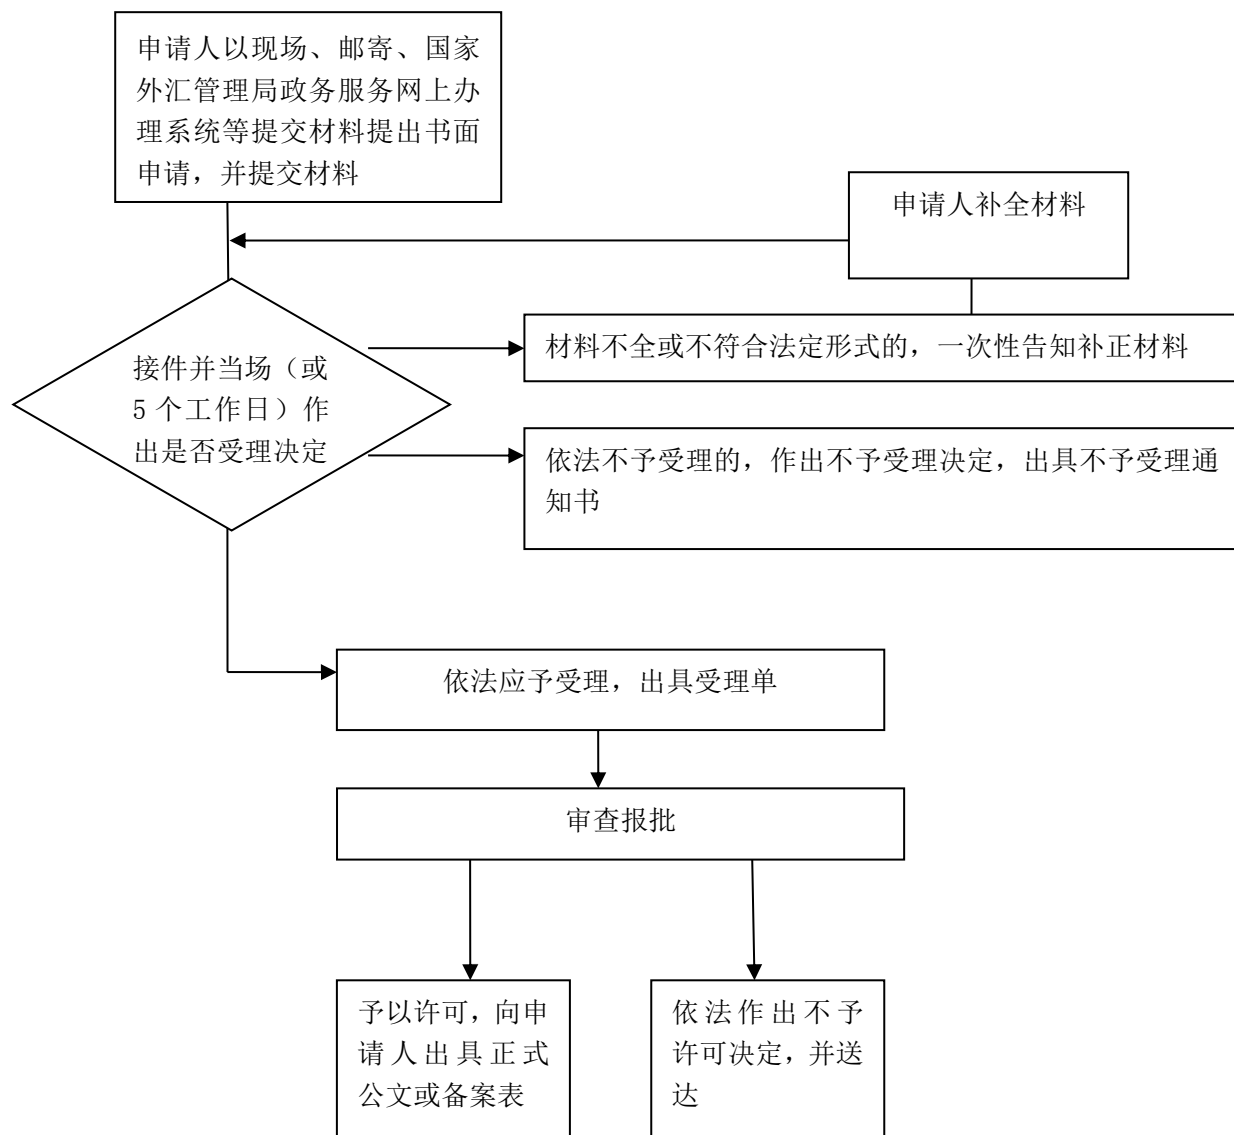 申请人以现场、邮寄、国家
外汇管理局政务服务网上办
理系统等提交材料提出书面
申请，并提交材料
申请人补全材料
材料不全或不符合法定形式的，一次性告知补正材料
接件并当场（或
5 个工作日）作
出是否受理决定
依法不予受理的，作出不予受理决定，出具不予受理通
知书
依法应予受理，出具受理单
审查报批
予以许可，向申
请人出具正式
公文或备案表
依法作出不予
许可决定，并送
达